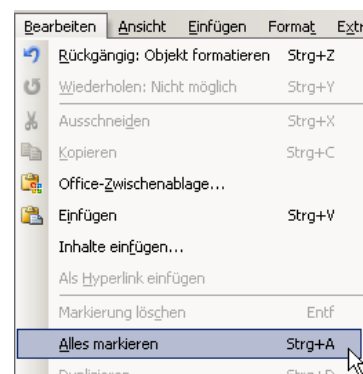 Bearbeiten Ansicht Einfügen Format Extr
Rückgängig: Objekt formatieren Strg+Z
Wiederholen: Nicht möglich Strg+Y
Ausschneiden Strg+X
Kopieren Strg+C
Office-Zwischenablage...
Einfügen Strg+V
Inhalte einfügen...
Als Hyperlink einfügen
Markierung löschen Entf
Alles markieren Strg+A